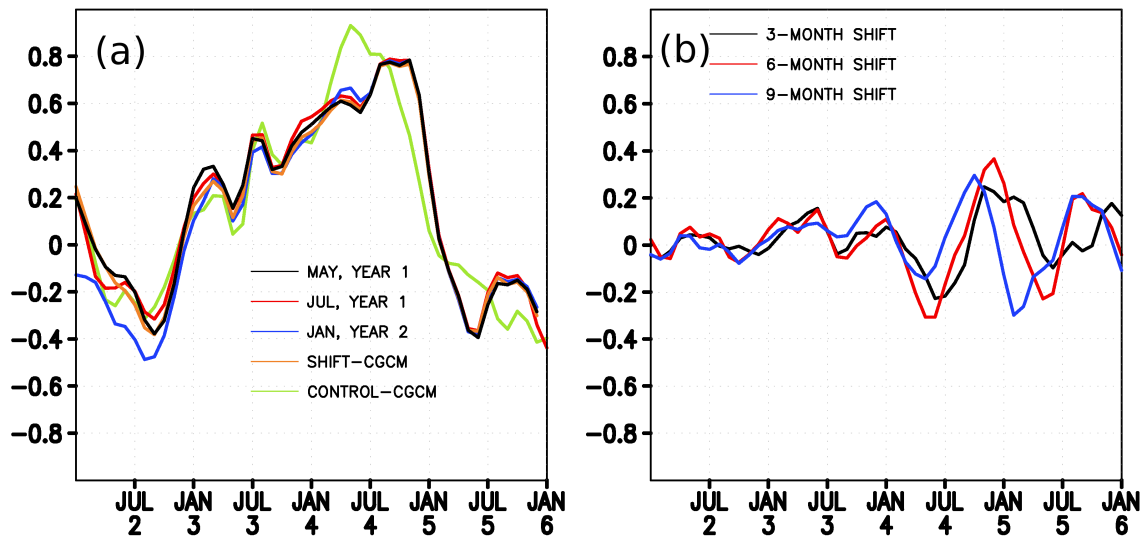 (a)
0.8
0.6
0.4
0.2
0
-0.2
-0.4
-0.6
-0.8
MAY, YEAR 1
JUL, YEAR 1
JAN, YEAR 2
SHIFT-CGCM
CONTROL-CGCM
JUL JAN JUL JAN JUL JAN JUL JAN
2 3 3 4 4 5 5 6
(b)
3-MONTH SHIFT
6-MONTH SHIFT
9-MONTH SHIFT
0.8
0.6
0.4
0.2
0
-0.2
-0.4
-0.6
-0.8
JUL JAN JUL JAN JUL JAN JUL JAN
2 3 3 4 4 5 5 6